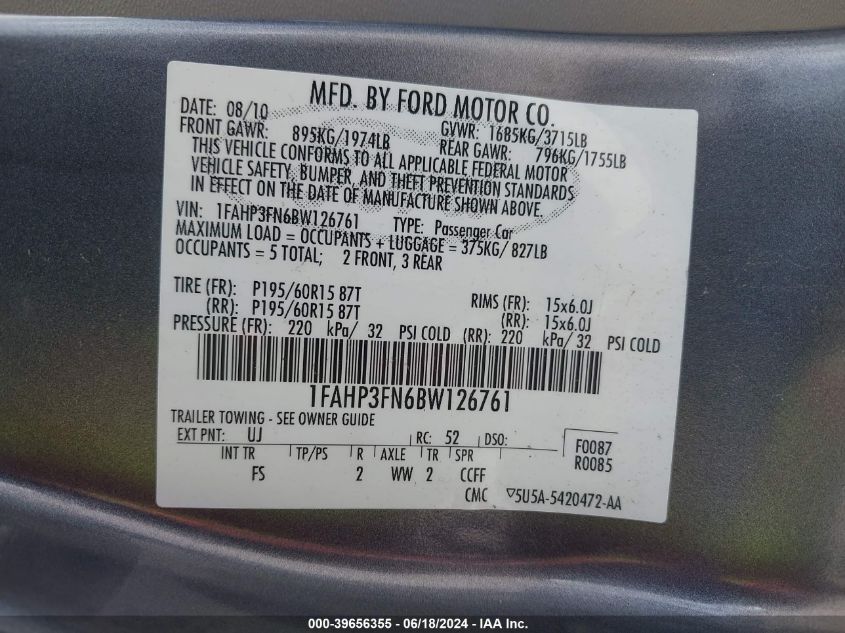 MFD. BY FORD MOTOR CO.
DATE: 08/10 GVWR: 1685KG/3715LB
FRONT GAWR: 895KG/1974LB REAR GAWR: 796KG/1755LB
THIS VEHICLE CONFORMS TO ALL APPLICABLE FEDERAL MOTOR
VEHICLE SAFETY, BUMPER, AND THEFT PREVENTION STANDARDS
IN EFFECT ON THE DATE OF MANUFACTURE SHOWN ABOVE.
VIN: 1FAHP3FN6BW126761 TYPE: Passenger Car
MAXIMUM LOAD = OCCUPANTS + LUGGAGE = 375KG/ 827LB
OCCUPANTS = 5 TOTAL; 2 FRONT, 3 REAR
TIRE (FR): P195/60R15 87T RIMS (FR): 15x6.0J
(RR): P195/60R15 87T (RR): 15x6.0J
PRESSURE (FR): 220 kPa/ 32 PSI COLD (RR): 220 kPa/ 32 PSI COLD
1FAHP3FN6BW126761
TRAILER TOWING - SEE OWNER GUIDE
EXT PNT: UJ RC: 52 DSO: F0087
INT TR TP/PS R AXLE TR SPR R0085
FS 2 WW 2 CCFF
CMC ▽5U5A-5420472-AA
000-39656355 - 06/18/2024 - IAA Inc.